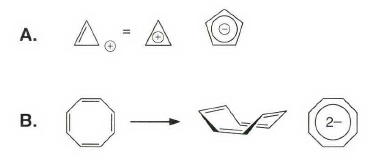 A. ⊕ = ⊕ ⊖
B. 2−